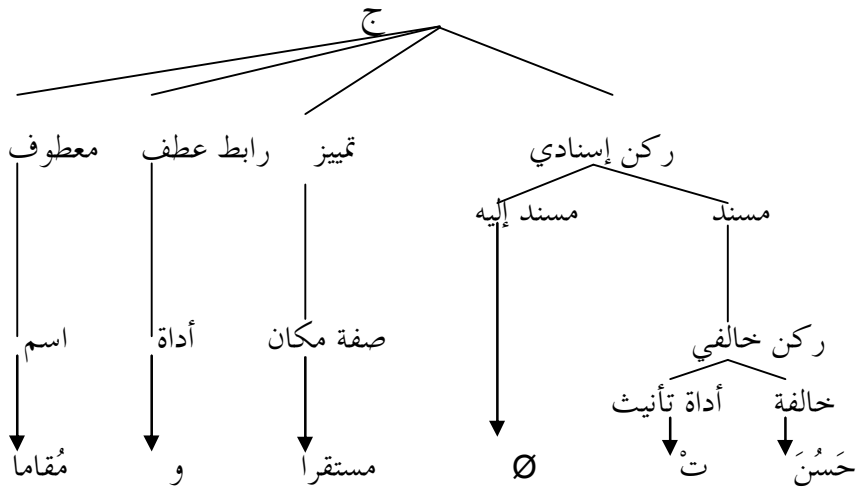 ج
ركن إسنادي تمييز رابط عطف معطوف
مسند مسند إليه
ركن خالفي صفة مكان أداة اسم
خالفة أداة تأنيث
حَسُنَ تْ Ø مستقرا و مُقاما